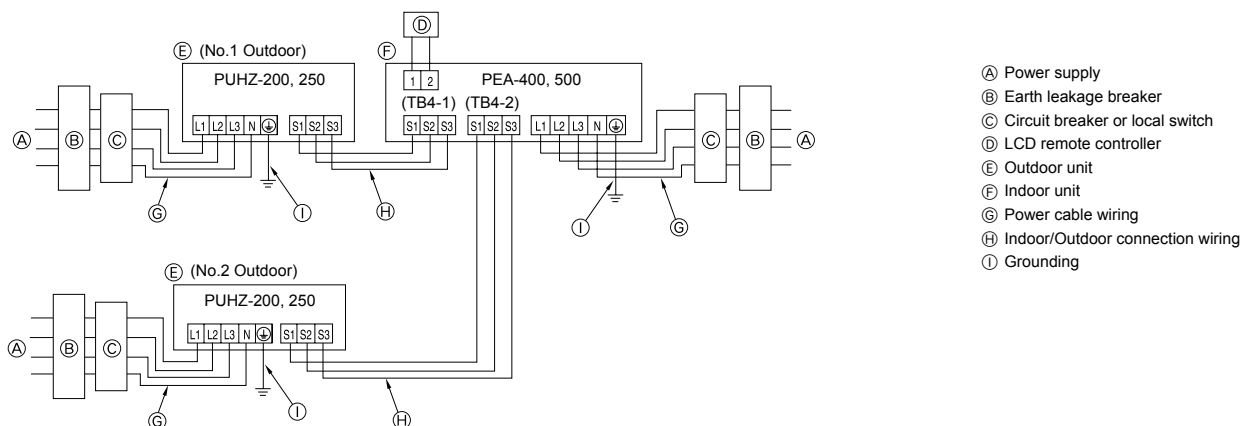 Ⓓ
Ⓔ (No.1 Outdoor)
Ⓕ
PUHZ-200, 250
1 2
PEA-400, 500
(TB4-1) (TB4-2)
L1 L2 L3 N ⏚ S1 S2 S3
S1 S2 S3 S1 S2 S3 L1 L2 L3 N ⏚
Ⓐ Ⓑ Ⓒ
Ⓒ Ⓑ Ⓐ
Ⓖ Ⓘ Ⓗ Ⓘ Ⓖ
Ⓔ (No.2 Outdoor)
PUHZ-200, 250
L1 L2 L3 N ⏚ S1 S2 S3
Ⓐ Ⓑ Ⓒ
Ⓖ Ⓘ Ⓗ
Ⓐ Power supply
Ⓑ Earth leakage breaker
Ⓒ Circuit breaker or local switch
Ⓓ LCD remote controller
Ⓔ Outdoor unit
Ⓕ Indoor unit
Ⓖ Power cable wiring
Ⓗ Indoor/Outdoor connection wiring
Ⓘ Grounding